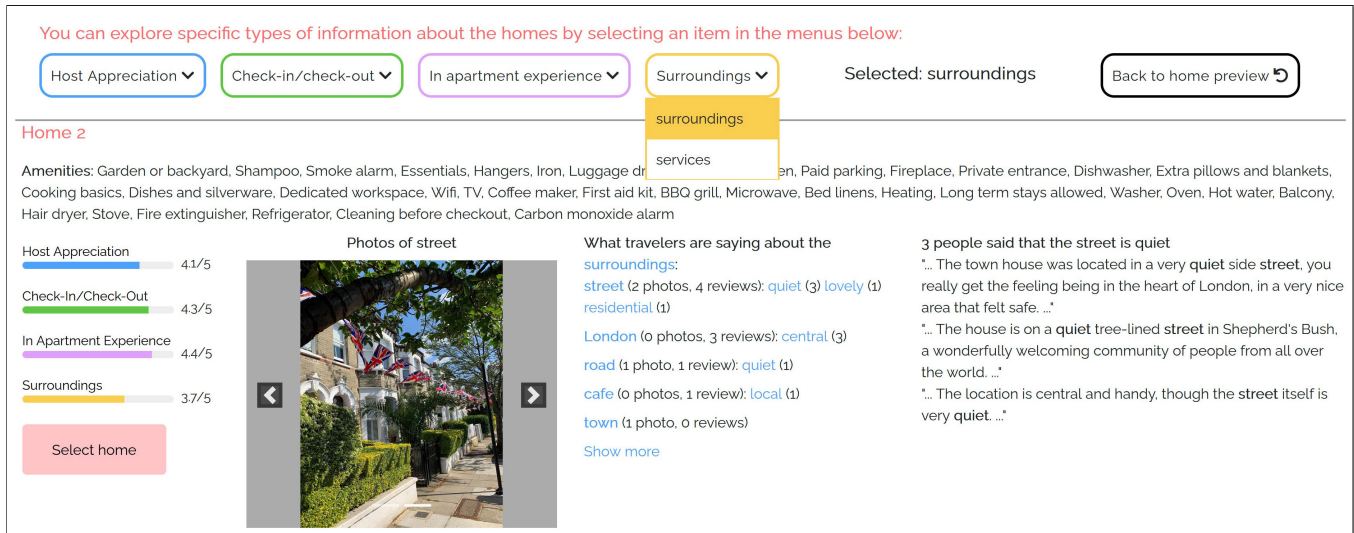 You can explore specific types of information about the homes by selecting an item in the menus below:
Host Appreciation
Check-in/check-out
In apartment experience
Surroundings
Selected: surroundings
Back to home preview
surroundings
services
Home 2
Amenities: Garden or backyard, Shampoo, Smoke alarm, Essentials, Hangers, Iron, Luggage dr en, Paid parking, Fireplace, Private entrance, Dishwasher, Extra pillows and blankets,
Cooking basics, Dishes and silverware, Dedicated workspace, Wifi, TV, Coffee maker, First aid kit, BBQ grill, Microwave, Bed linens, Heating, Long term stays allowed, Washer, Oven, Hot water, Balcony,
Hair dryer, Stove, Fire extinguisher, Refrigerator, Cleaning before checkout, Carbon monoxide alarm
Host Appreciation
4.1/5
Check-In/Check-Out
4.3/5
In Apartment Experience
4.4/5
Surroundings
3.7/5
Select home
Photos of street
What travelers are saying about the
surroundings:
street (2 photos, 4 reviews): quiet (3) lovely (1)
residential (1)
London (0 photos, 3 reviews): central (3)
road (1 photo, 1 review): quiet (1)
cafe (0 photos, 1 review): local (1)
town (1 photo, 0 reviews)
Show more
3 people said that the street is quiet
"... The town house was located in a very quiet side street, you
really get the feeling being in the heart of London, in a very nice
area that felt safe. ..."
"... The house is on a quiet tree-lined street in Shepherd's Bush,
a wonderfully welcoming community of people from all over
the world. ..."
"... The location is central and handy, though the street itself is
very quiet. ..."